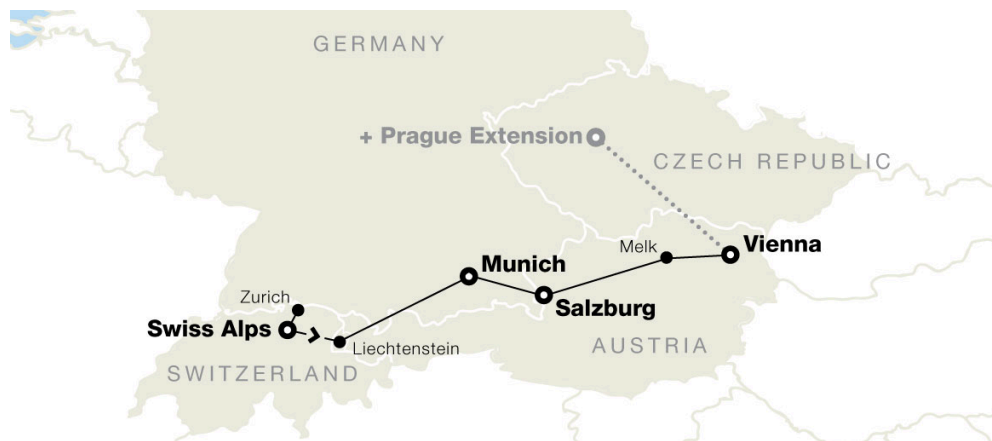 GERMANY
+ Prague Extension
CZECH REPUBLIC
Melk
Vienna
Munich
Salzburg
Zurich
Swiss Alps
Liechtenstein
AUSTRIA
SWITZERLAND